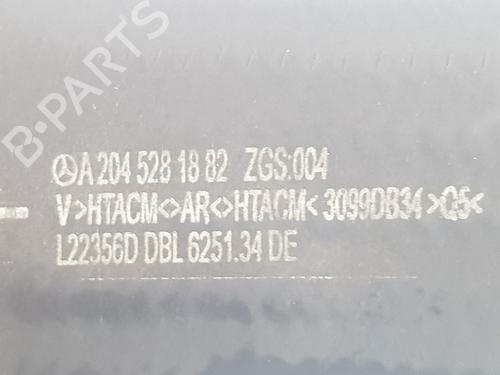 B-PARTS
A 204 528 18 82 ZGS:004
V>HTACM<>AR<>HTACM< 3099DB34 >Q5<
L22356D DBL 6251.34 DE